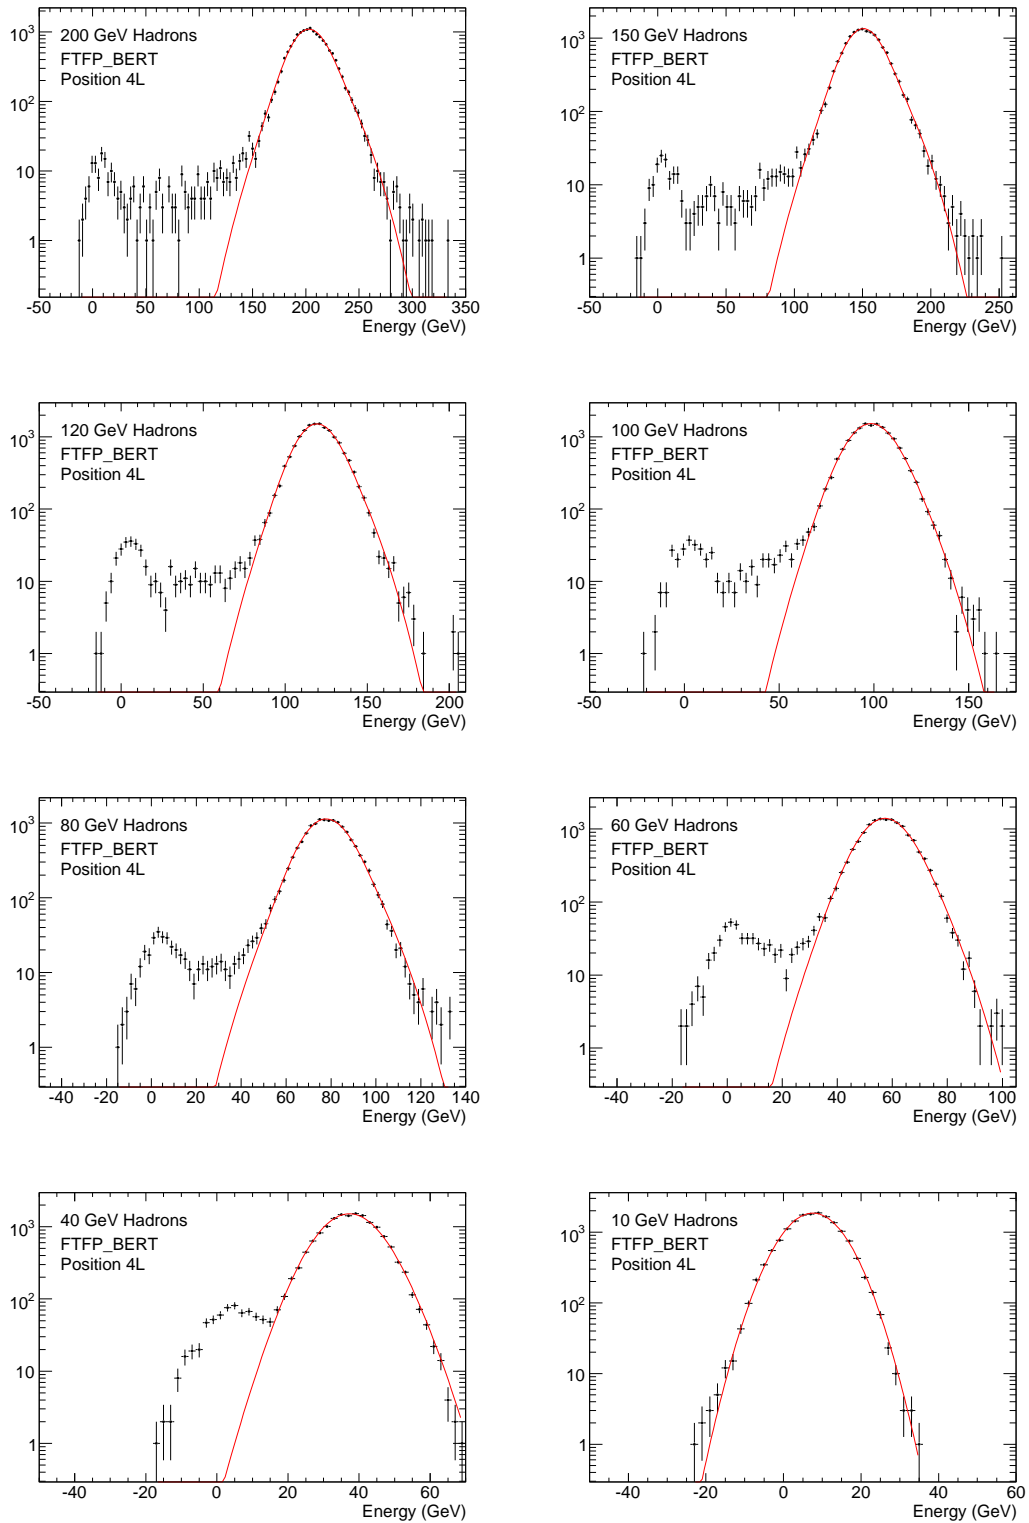 10³
10²
10
1
200 GeV Hadrons
FTFP_BERT
Position 4L
-50 0 50 100 150 200 250 300 350
Energy (GeV)
10³
10²
10
1
150 GeV Hadrons
FTFP_BERT
Position 4L
-50 0 50 100 150 200 250
Energy (GeV)
10³
10²
10
1
120 GeV Hadrons
FTFP_BERT
Position 4L
-50 0 50 100 150 200
Energy (GeV)
10³
10²
10
1
100 GeV Hadrons
FTFP_BERT
Position 4L
-50 0 50 100 150
Energy (GeV)
10³
10²
10
1
80 GeV Hadrons
FTFP_BERT
Position 4L
-40 -20 0 20 40 60 80 100 120 140
Energy (GeV)
10³
10²
10
1
60 GeV Hadrons
FTFP_BERT
Position 4L
-40 -20 0 20 40 60 80 100
Energy (GeV)
10³
10²
10
1
40 GeV Hadrons
FTFP_BERT
Position 4L
-40 -20 0 20 40 60
Energy (GeV)
10³
10²
10
1
10 GeV Hadrons
FTFP_BERT
Position 4L
-40 -20 0 20 40 60
Energy (GeV)